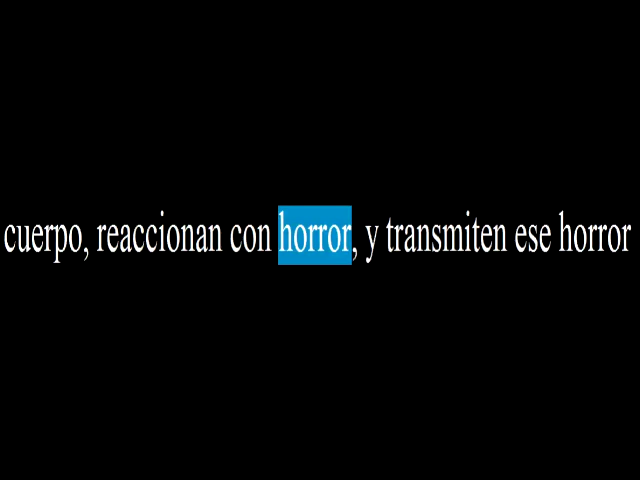 cuerpo, reaccionan con horror, y transmiten ese horror